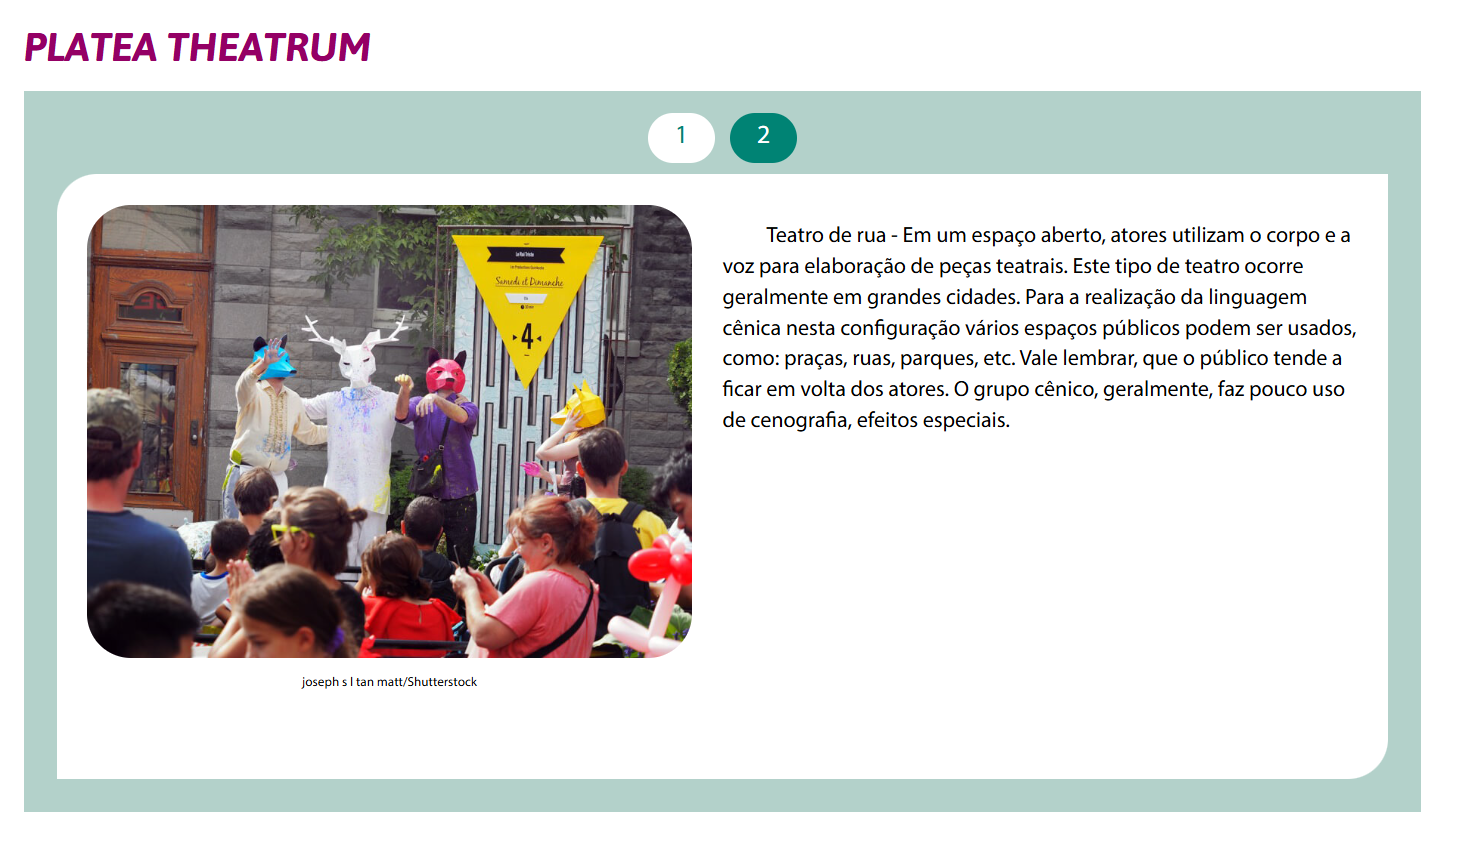 PLATEA THEATRUM
1
2
Samedi et Dimanche
4
Teatro de rua - Em um espaço aberto, atores utilizam o corpo e a
voz para elaboração de peças teatrais. Este tipo de teatro ocorre
geralmente em grandes cidades. Para a realização da linguagem
cênica nesta configuração vários espaços públicos podem ser usados,
como: praças, ruas, parques, etc. Vale lembrar, que o público tende a
ficar em volta dos atores. O grupo cênico, geralmente, faz pouco uso
de cenografia, efeitos especiais.
joseph s l tan matt/Shutterstock